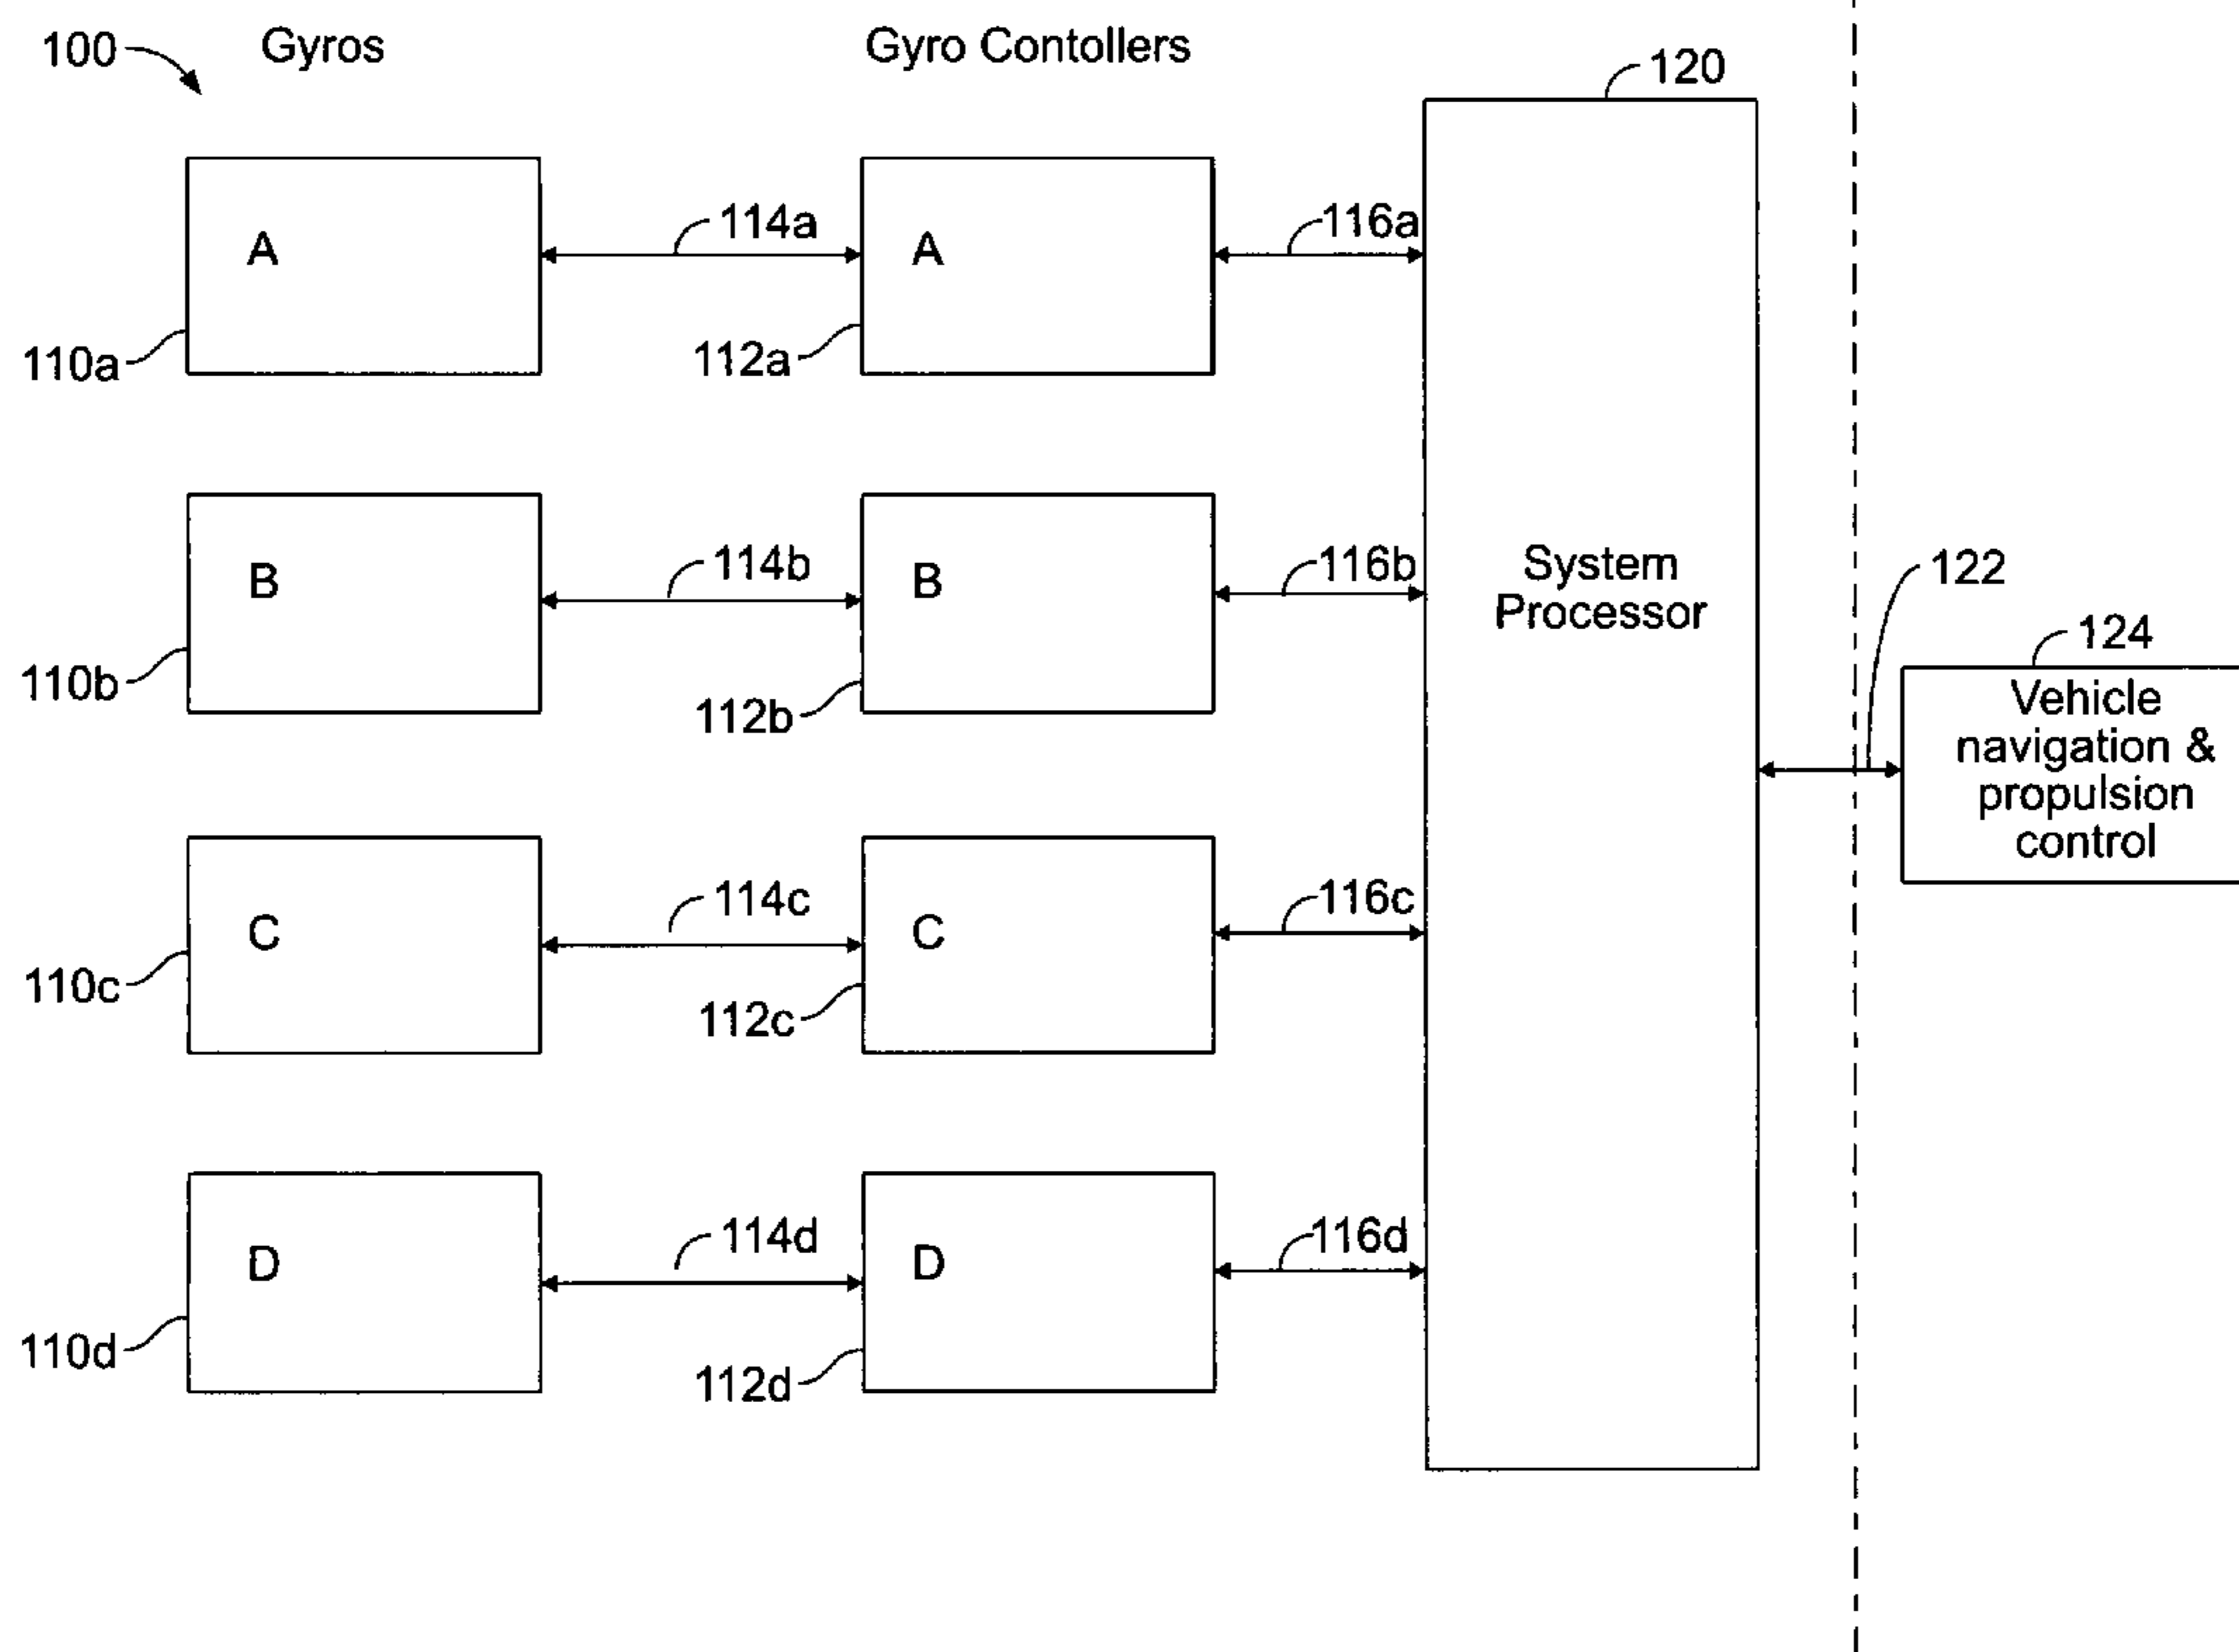 100
Gyros
Gyro Contollers
120
A
114a
A
116a
110a
112a
B
114b
B
116b
System
Processor
122
110b
112b
124
Vehicle
navigation &
propulsion
control
C
114c
C
116c
110c
112c
D
114d
D
116d
110d
112d